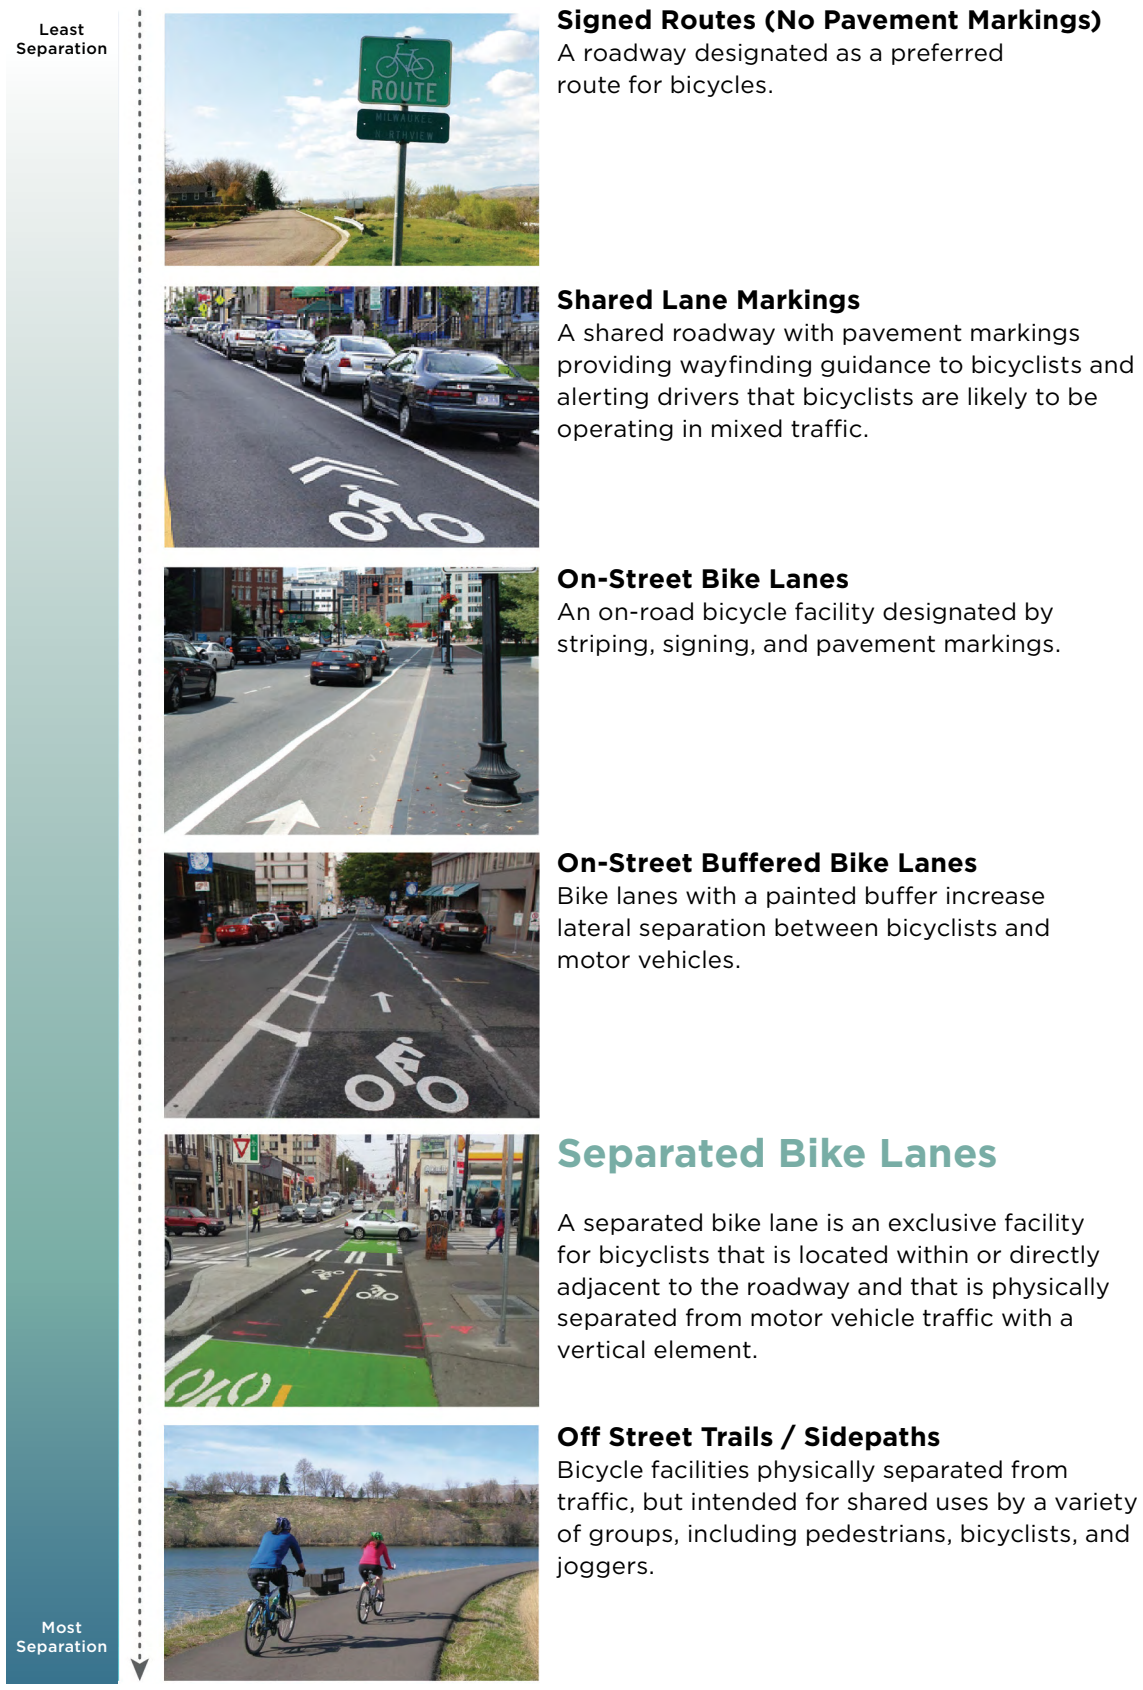 Least
Separation
Signed Routes (No Pavement Markings)
A roadway designated as a preferred
route for bicycles.
ROUTE
MILWAUKEE
NORTHVIEW
Shared Lane Markings
A shared roadway with pavement markings
providing wayfinding guidance to bicyclists and
alerting drivers that bicyclists are likely to be
operating in mixed traffic.
On-Street Bike Lanes
An on-road bicycle facility designated by
striping, signing, and pavement markings.
On-Street Buffered Bike Lanes
Bike lanes with a painted buffer increase
lateral separation between bicyclists and
motor vehicles.
Separated Bike Lanes
A separated bike lane is an exclusive facility
for bicyclists that is located within or directly
adjacent to the roadway and that is physically
separated from motor vehicle traffic with a
vertical element.
Off Street Trails / Sidepaths
Bicycle facilities physically separated from
traffic, but intended for shared uses by a variety
of groups, including pedestrians, bicyclists, and
joggers.
Most
Separation